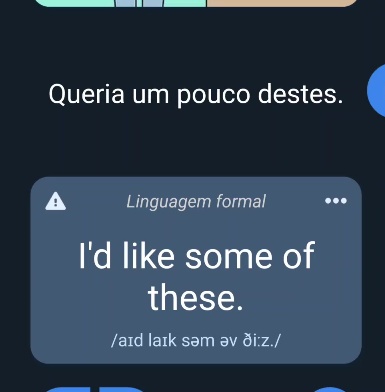 Queria um pouco destes.
Linguagem formal
I'd like some of
these.
/aɪd laɪk səm əv ðiːz./